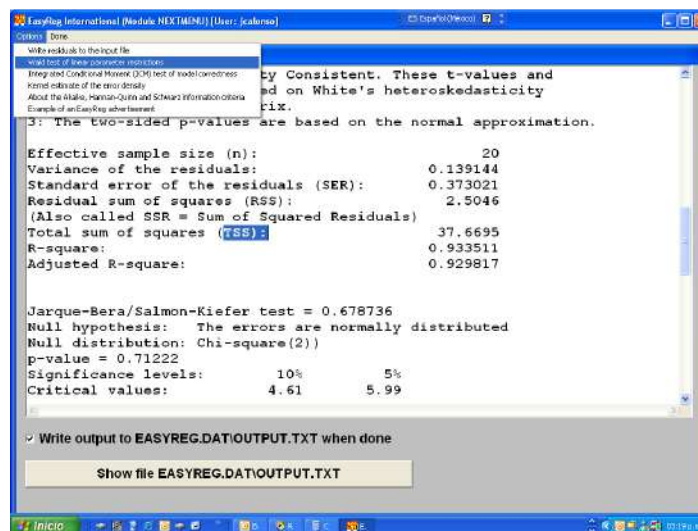 EasyReg International (Module NEXTMENU) [User: jcalonso]
ES Español (México)
Options Done
Write residuals to the input file
Wald test of linear parameter restrictions
Integrated Conditional Moment (ICM) test of model correctness
Kernel estimate of the error density
About the Akaike, Hannan-Quinn and Schwarz information criteria
Example of an EasyReg advertisement
ty Consistent. These t-values and
ed on White's heteroskedasticity
rix.
3: The two-sided p-values are based on the normal approximation.
Effective sample size (n): 20
Variance of the residuals: 0.139144
Standard error of the residuals (SER): 0.373021
Residual sum of squares (RSS): 2.5046
(Also called SSR = Sum of Squared Residuals)
Total sum of squares (TSS): 37.6695
R-square: 0.933511
Adjusted R-square: 0.929817
Jarque-Bera/Salmon-Kiefer test = 0.678736
Null hypothesis: The errors are normally distributed
Null distribution: Chi-square(2))
p-value = 0.71222
Significance levels: 10% 5%
Critical values: 4.61 5.99
Write output to EASYREG.DAT\OUTPUT.TXT when done
Show file EASYREG.DAT\OUTPUT.TXT
Inicio